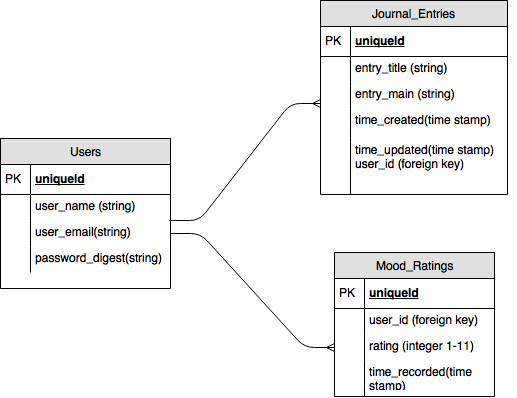 Journal_Entries
PK uniqueId
entry_title (string)
entry_main (string)
time_created(time stamp)
time_updated(time stamp)
user_id (foreign key)
Users
PK uniqueId
user_name (string)
user_email(string)
password_digest(string)
Mood_Ratings
PK uniqueId
user_id (foreign key)
rating (integer 1-11)
time_recorded(time
stamp)